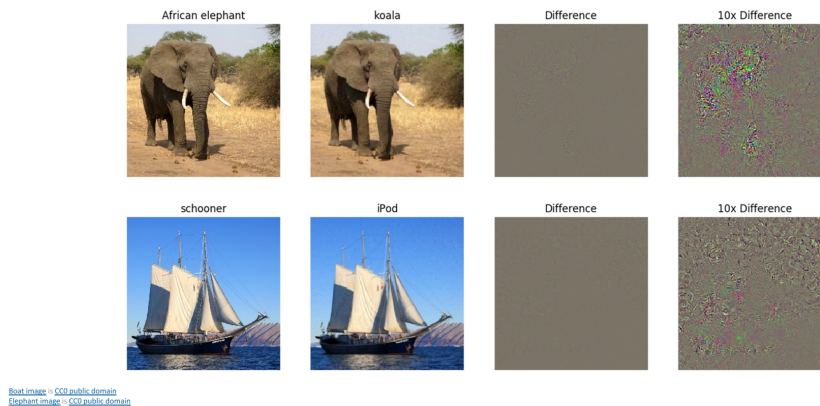 African elephant
koala
Difference
10x Difference
schooner
iPod
Difference
10x Difference
Boat image is CC0 public domain
Elephant image is CC0 public domain